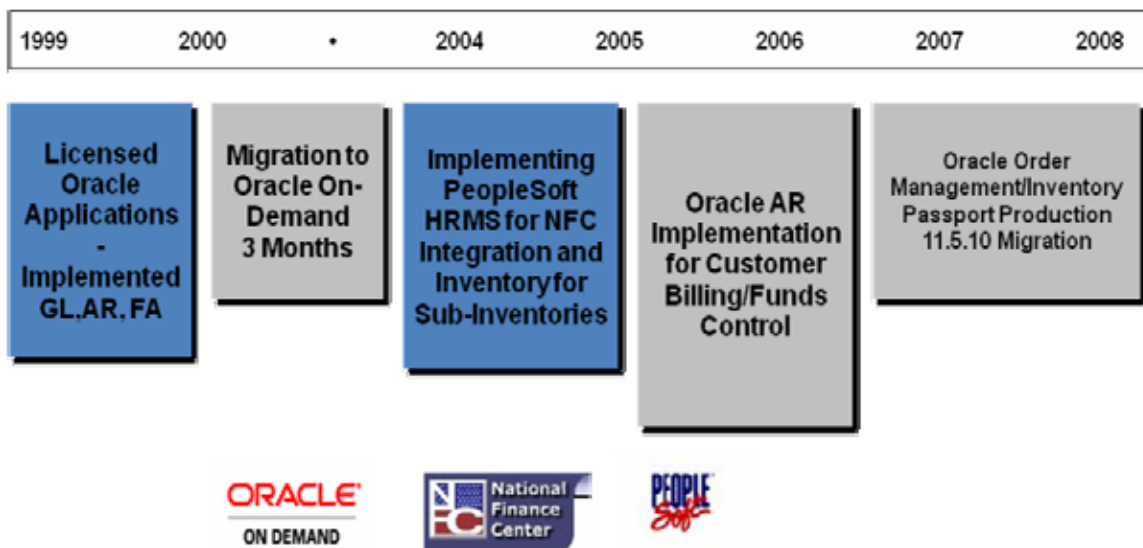 1999 2000 • 2004 2005 2006 2007 2008
Licensed
Oracle
Applications
-
Implemented
GL,AR, FA
Migration to
Oracle On-
Demand
3 Months
Implementing
PeopleSoft
HRMS for NFC
Integration and
Inventory for
Sub-Inventories
Oracle AR
Implementation
for Customer
Billing/Funds
Control
Oracle Order
Management/Inventory
Passport Production
11.5.10 Migration
ORACLE®
ON DEMAND
NFC
National
Finance
Center
PEOPLE
Soft